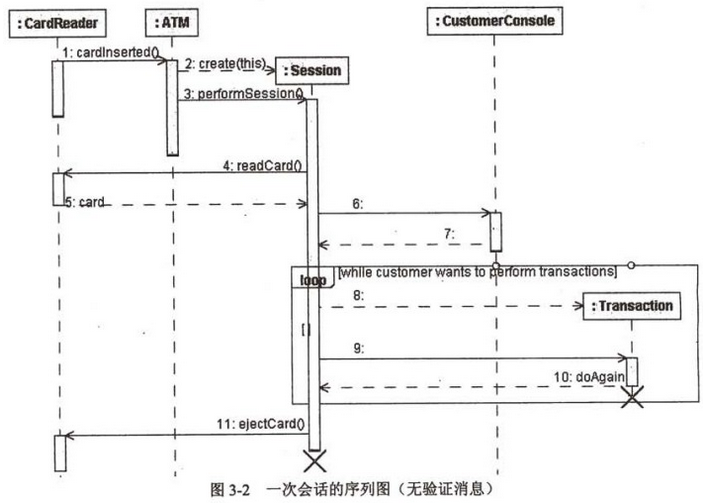 : CardReader
: ATM
: CustomerConsole
1: cardInserted()
2: create(this)
: Session
3: performSession()
4: readCard()
5: card
6:
7:
loop
[while customer wants to perform transactions]
8:
: Transaction
[]
9:
10: doAgain
11: ejectCard()
图 3-2 一次会话的序列图（无验证消息）